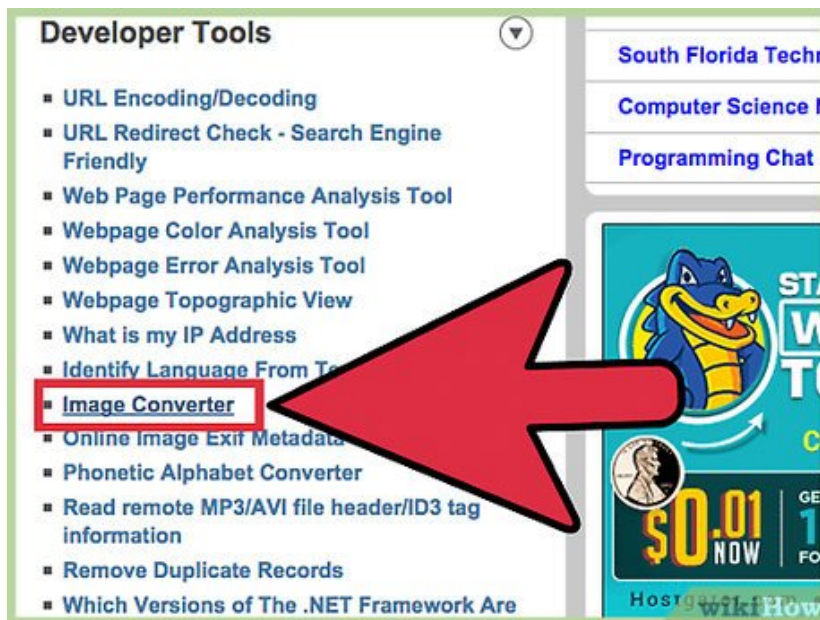 Developer Tools
URL Encoding/Decoding
URL Redirect Check - Search Engine
Friendly
Web Page Performance Analysis Tool
Webpage Color Analysis Tool
Webpage Error Analysis Tool
Webpage Topographic View
What is my IP Address
Identify Language From
Image Converter
Online Image Exif Metadata
Phonetic Alphabet Converter
Read remote MP3/AVI file header/ID3 tag
information
Remove Duplicate Records
Which Versions of The .NET Framework Are
South Florida
Computer Science
Programming Chat
$0.01
NOW
wikiHow